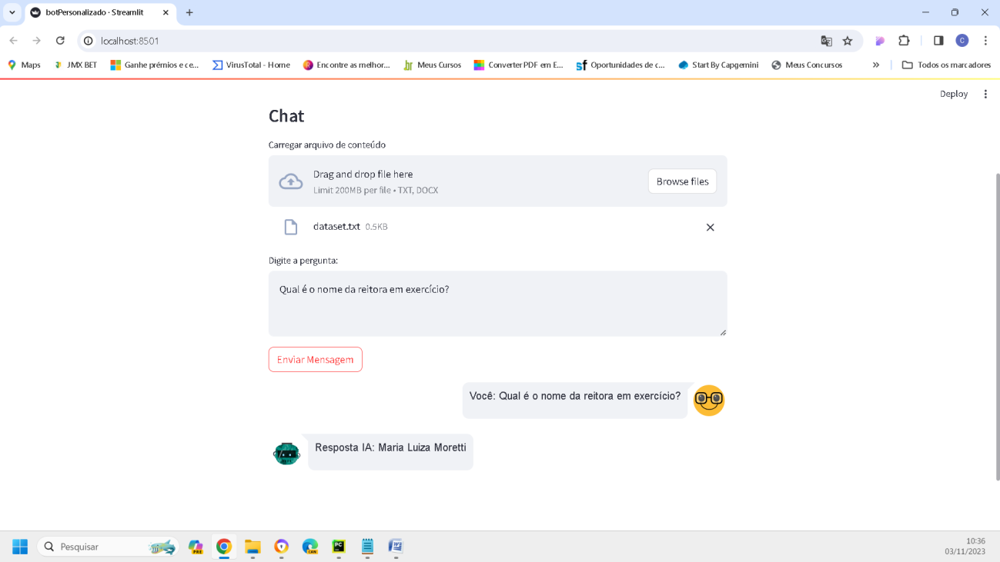 botPersonalizado · Streamlit
localhost:8501
Maps
JMX BET
Ganhe prémios e ce...
VirusTotal - Home
Encontre as melhor...
Meus Cursos
Converter PDF em E...
Oportunidades de c...
Start By Capgemini
Meus Concursos
»
Todos os marcadores
C
Deploy
Chat
Carregar arquivo de conteúdo
Drag and drop file here
Limit 200MB per file • TXT, DOCX
Browse files
dataset.txt 0.5KB
Digite a pergunta:
Qual é o nome da reitora em exercício?
Enviar Mensagem
Você: Qual é o nome da reitora em exercício?
Resposta IA: Maria Luiza Moretti
Pesquisar
PRE
CAN
PC
10:36
03/11/2023